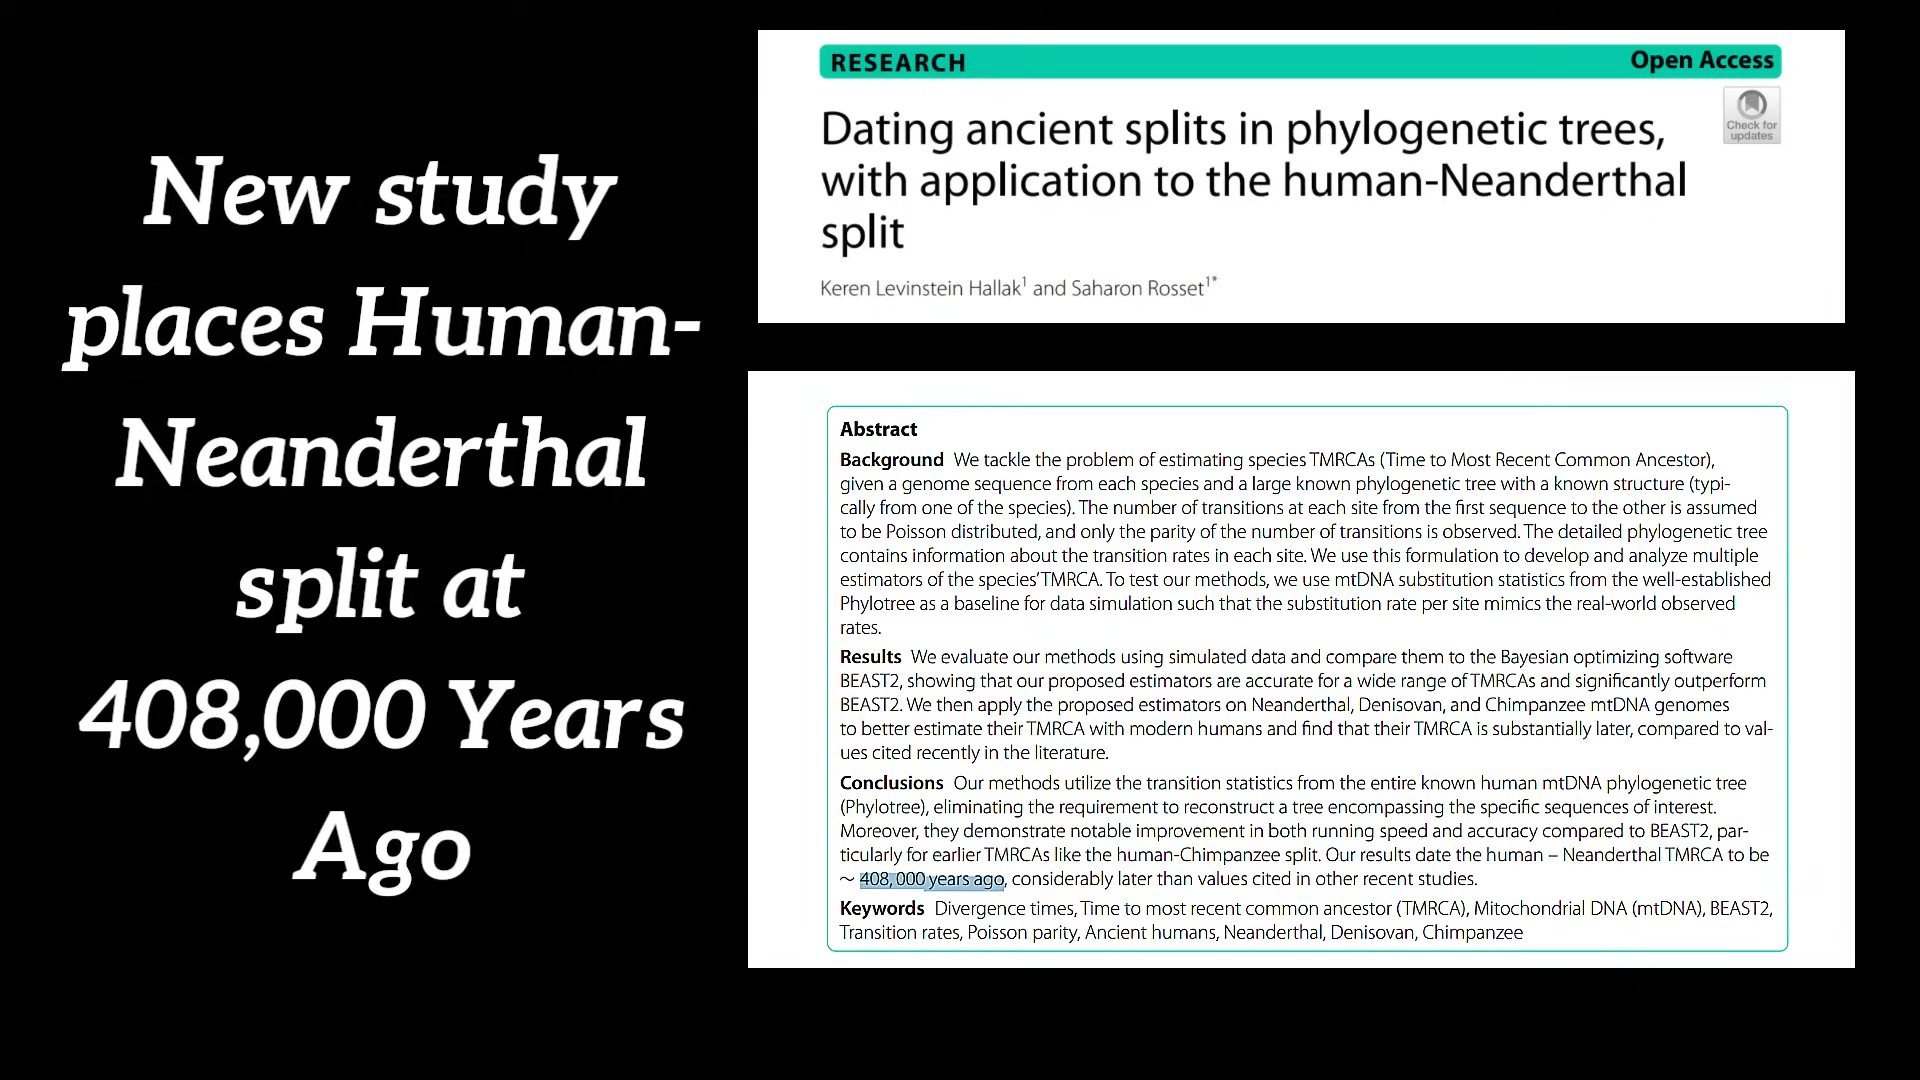 New study
places Human-
Neanderthal
split at
408,000 Years
Ago
RESEARCH Open Access
Check for
updates
Dating ancient splits in phylogenetic trees,
with application to the human-Neanderthal
split
Keren Levinstein Hallak1 and Saharon Rosset1*
Abstract
Background We tackle the problem of estimating species TMRCAs (Time to Most Recent Common Ancestor),
given a genome sequence from each species and a large known phylogenetic tree with a known structure (typi-
cally from one of the species). The number of transitions at each site from the first sequence to the other is assumed
to be Poisson distributed, and only the parity of the number of transitions is observed. The detailed phylogenetic tree
contains information about the transition rates in each site. We use this formulation to develop and analyze multiple
estimators of the species' TMRCA. To test our methods, we use mtDNA substitution statistics from the well-established
Phylotree as a baseline for data simulation such that the substitution rate per site mimics the real-world observed
rates.
Results We evaluate our methods using simulated data and compare them to the Bayesian optimizing software
BEAST2, showing that our proposed estimators are accurate for a wide range of TMRCAs and significantly outperform
BEAST2. We then apply the proposed estimators on Neanderthal, Denisovan, and Chimpanzee mtDNA genomes
to better estimate their TMRCA with modern humans and find that their TMRCA is substantially later, compared to val-
ues cited recently in the literature.
Conclusions Our methods utilize the transition statistics from the entire known human mtDNA phylogenetic tree
(Phylotree), eliminating the requirement to reconstruct a tree encompassing the specific sequences of interest.
Moreover, they demonstrate notable improvement in both running speed and accuracy compared to BEAST2, par-
ticularly for earlier TMRCAs like the human-Chimpanzee split. Our results date the human – Neanderthal TMRCA to be
~ 408, 000 years ago, considerably later than values cited in other recent studies.
Keywords Divergence times, Time to most recent common ancestor (TMRCA), Mitochondrial DNA (mtDNA), BEAST2,
Transition rates, Poisson parity, Ancient humans, Neanderthal, Denisovan, Chimpanzee